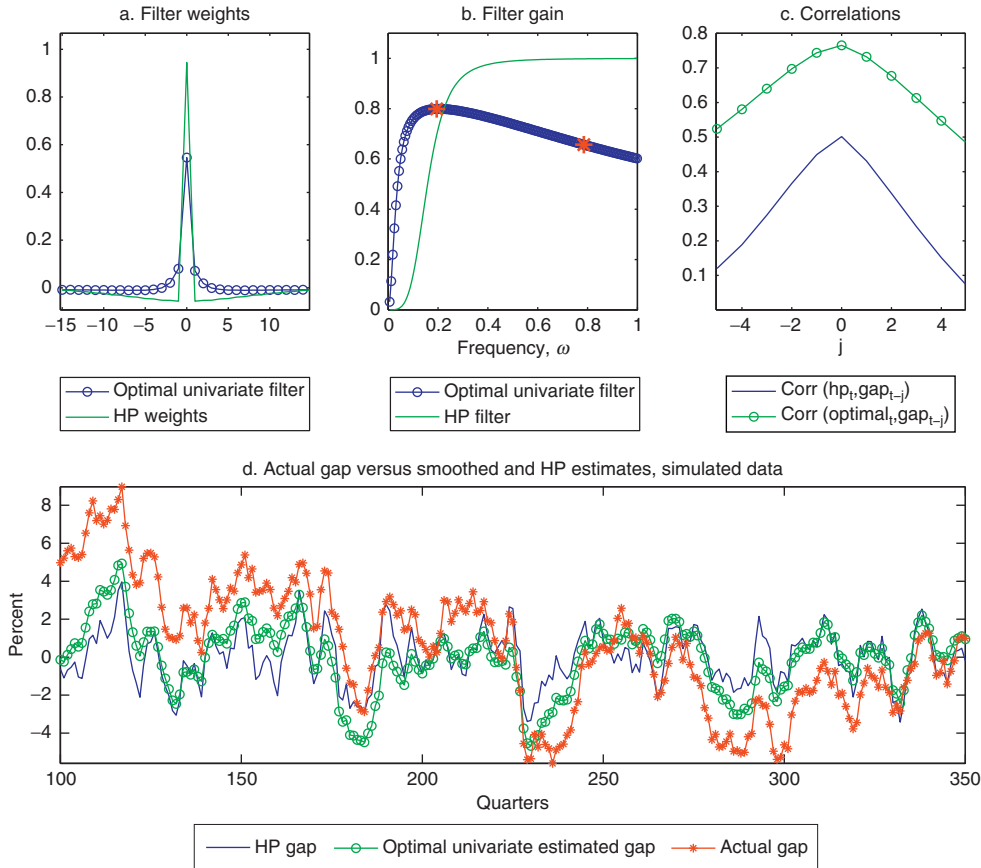 a. Filter weights
1
0.8
0.6
0.4
0.2
0
−15 −10 −5 0 5 10
Optimal univariate filter
HP weights
b. Filter gain
1
0.8
0.6
0.4
0.2
0
0 0.2 0.4 0.6 0.8 1
Frequency, ω
Optimal univariate filter
HP filter
c. Correlations
0.8
0.7
0.6
0.5
0.4
0.3
0.2
0.1
−4 −2 0 2 4
j
Corr (hpt,gapt−j)
Corr (optimalt,gapt−j)
d. Actual gap versus smoothed and HP estimates, simulated data
Percent
8
6
4
2
0
−2
−4
100 150 200 250 300 350
Quarters
HP gap Optimal univariate estimated gap Actual gap